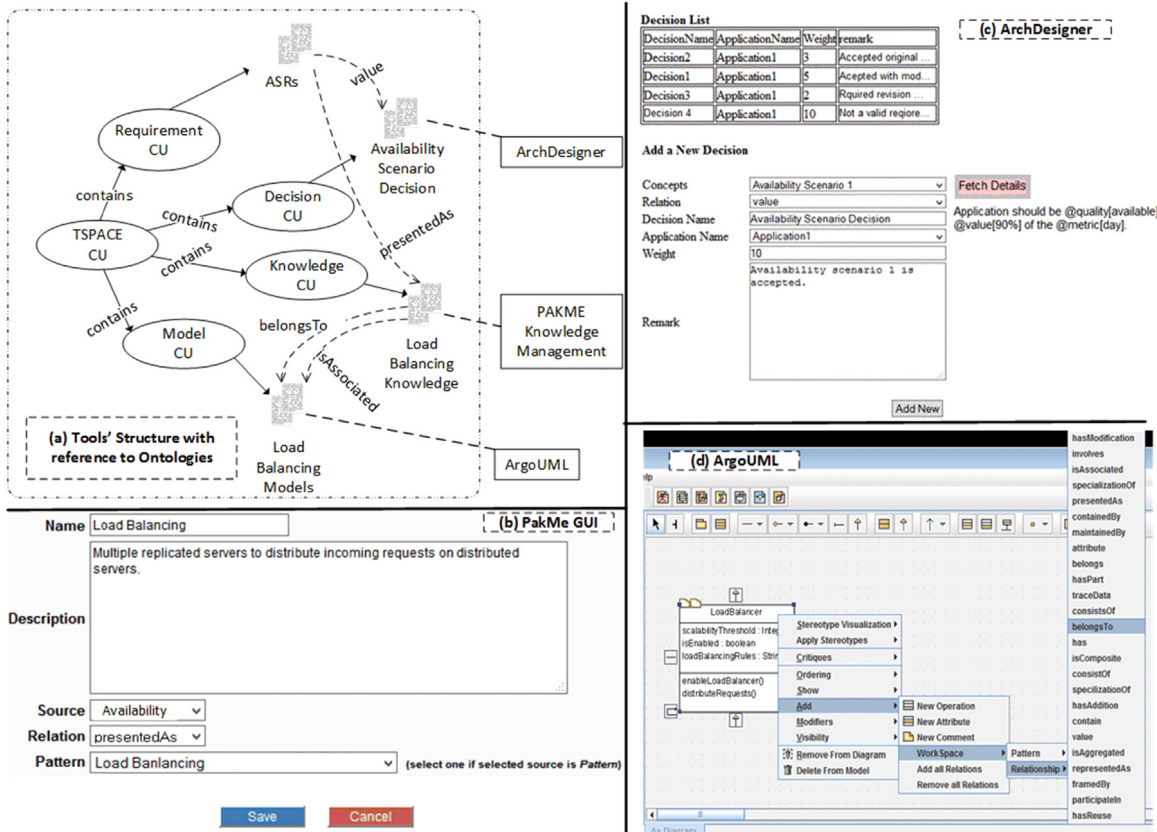 ASRs
value
Requirement
CU
Availability
Scenario
Decision
ArchDesigner
contains
Decision
CU
contains
TSPACE
CU
presentedAs
contains
Knowledge
CU
contains
belongsTo
Model
CU
isAssociated
Load
Balancing
Knowledge
PAKME
Knowledge
Management
(a) Tools' Structure with
reference to Ontologies
Load
Balancing
Models
ArgoUML
(b) PakMe GUI
Name Load Balancing
Multiple replicated servers to distribute incoming requests on distributed
servers.
Description
Source Availability
Relation presentedAs
Pattern Load Banlancing (select one if selected source is Pattern)
Save Cancel
(c) ArchDesigner
Decision List
DecisionName ApplicationName Weight remark
Decision2 Application1 3 Accepted original ...
Decision1 Application1 5 Acepted with mod...
Decision3 Application1 2 Rquired revision ...
Decision 4 Application1 10 Not a valid reqiore...
Add a New Decision
Concepts Availability Scenario 1 Fetch Details
Relation value
Decision Name Availability Scenario Decision
Application Name Application1
Weight 10
Application should be @quality[available]
@value[90%] of the @metric[day].
Remark
Availability scenario 1 is
accepted.
Add New
(d) ArgoUML
elp
LoadBalancer
scalabilityThreshold : Integ
isEnabled : boolean
loadBalancingRules : Strin
enableLoadBalancer()
distributeRequests()
Stereotype Visualization
Apply Stereotypes
Critiques
Ordering
Show
Add
Modifiers
Visibility
Remove From Diagram
Delete From Model
New Operation
New Attribute
New Comment
WorkSpace
Add all Relations
Remove all Relations
Pattern
Relationship
hasModification
involves
isAssociated
specializationOf
presentedAs
containedBy
maintainedBy
attribute
belongs
hasPart
traceData
consistsOf
belongsTo
has
isComposite
consistOf
specilizationOf
hasAddition
contain
value
isAggregated
representedAs
framedBy
participateIn
hasReuse
As Diagram